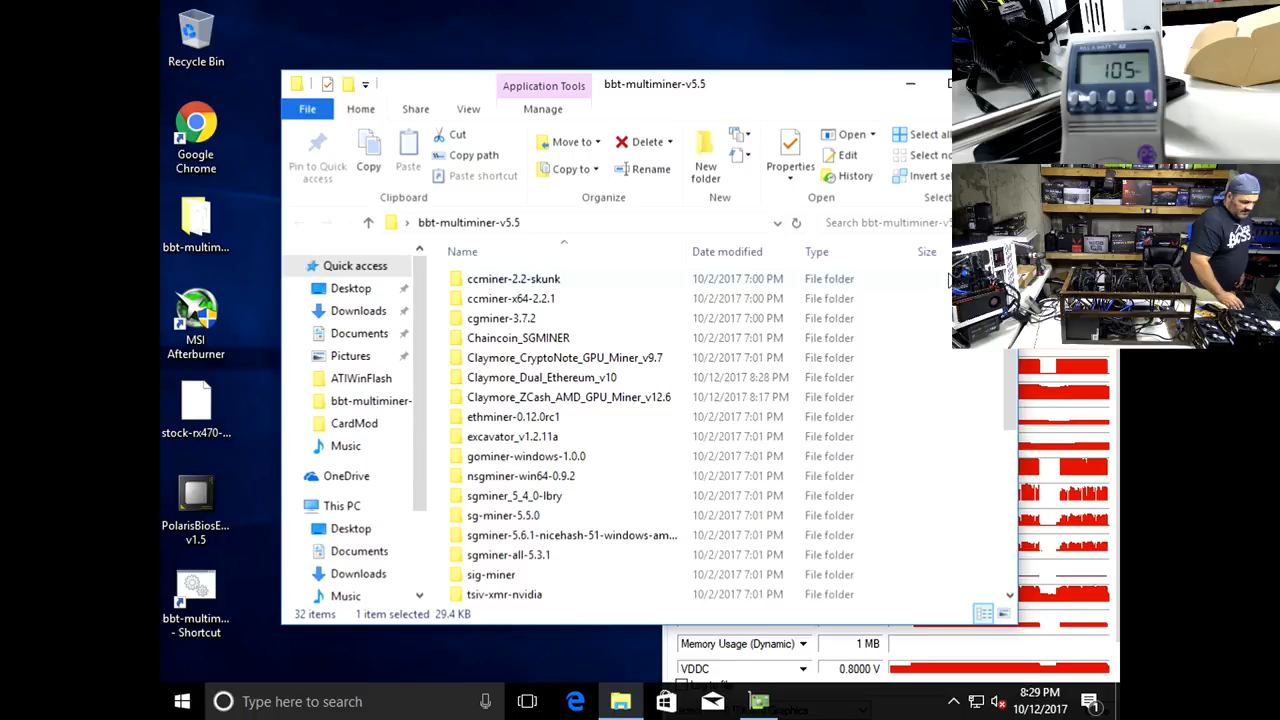 Recycle Bin
Google
Chrome
bbt-multim...
MSI
Afterburner
stock-rx470-...
PolarisBiosE...
v1.5
bbt-multim...
- Shortcut
Application Tools
bbt-multiminer-v5.5
File
Home
Share
View
Manage
Pin to Quick
access
Copy
Paste
Cut
Copy path
Paste shortcut
Clipboard
Move to
Copy to
Delete
Rename
Organize
New
folder
New
Properties
Open
Edit
History
Open
Select all
Select no
Invert sel
Select
bbt-multiminer-v5.5
Search bbt-multiminer-v5
Name
Date modified
Type
Size
Quick access
Desktop
Downloads
Documents
Pictures
ATIWinFlash
bbt-multiminer-
CardMod
Music
OneDrive
This PC
Desktop
Documents
Downloads
Music
ccminer-2.2-skunk 10/2/2017 7:00 PM File folder
ccminer-x64-2.2.1 10/2/2017 7:00 PM File folder
cgminer-3.7.2 10/2/2017 7:00 PM File folder
Chaincoin_SGMINER 10/2/2017 7:01 PM File folder
Claymore_CryptoNote_GPU_Miner_v9.7 10/2/2017 7:01 PM File folder
Claymore_Dual_Ethereum_v10 10/12/2017 8:28 PM File folder
Claymore_ZCash_AMD_GPU_Miner_v12.6 10/12/2017 8:17 PM File folder
ethminer-0.12.0rc1 10/2/2017 7:01 PM File folder
excavator_v1.2.11a 10/2/2017 7:01 PM File folder
gominer-windows-1.0.0 10/2/2017 7:01 PM File folder
nsgminer-win64-0.9.2 10/2/2017 7:01 PM File folder
sgminer_5_4_0-lbry 10/2/2017 7:01 PM File folder
sg-miner-5.5.0 10/2/2017 7:01 PM File folder
sgminer-5.6.1-nicehash-51-windows-am... 10/2/2017 7:01 PM File folder
sgminer-all-5.3.1 10/2/2017 7:01 PM File folder
sig-miner 10/2/2017 7:01 PM File folder
tsiv-xmr-nvidia 10/2/2017 7:01 PM File folder
32 items 1 item selected 29.4 KB
105
Memory Usage (Dynamic) 1 MB
VDDC 0.8000 V
Type here to search
8:29 PM
10/12/2017
1